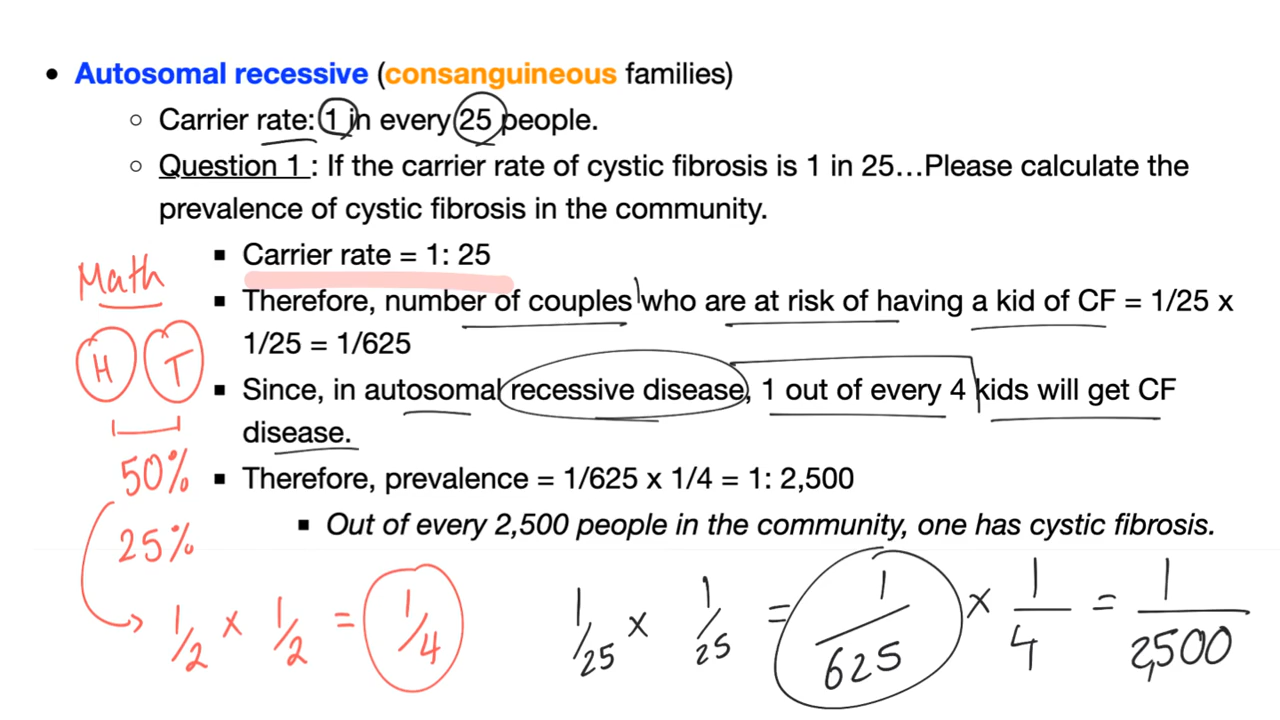 • Autosomal recessive (consanguineous families)
○ Carrier rate: 1 in every 25 people.
○ Question 1 : If the carrier rate of cystic fibrosis is 1 in 25…Please calculate the
prevalence of cystic fibrosis in the community.
▪ Carrier rate = 1: 25
▪ Therefore, number of couples who are at risk of having a kid of CF = 1/25 x
1/25 = 1/625
▪ Since, in autosomal recessive disease, 1 out of every 4 kids will get CF
disease.
▪ Therefore, prevalence = 1/625 x 1/4 = 1: 2,500
▪ Out of every 2,500 people in the community, one has cystic fibrosis.
Math
H T
50%
25%
1/2 x 1/2 = 1/4
1/25 x 1/25 = 1/625 x 1/4 = 1/2,500